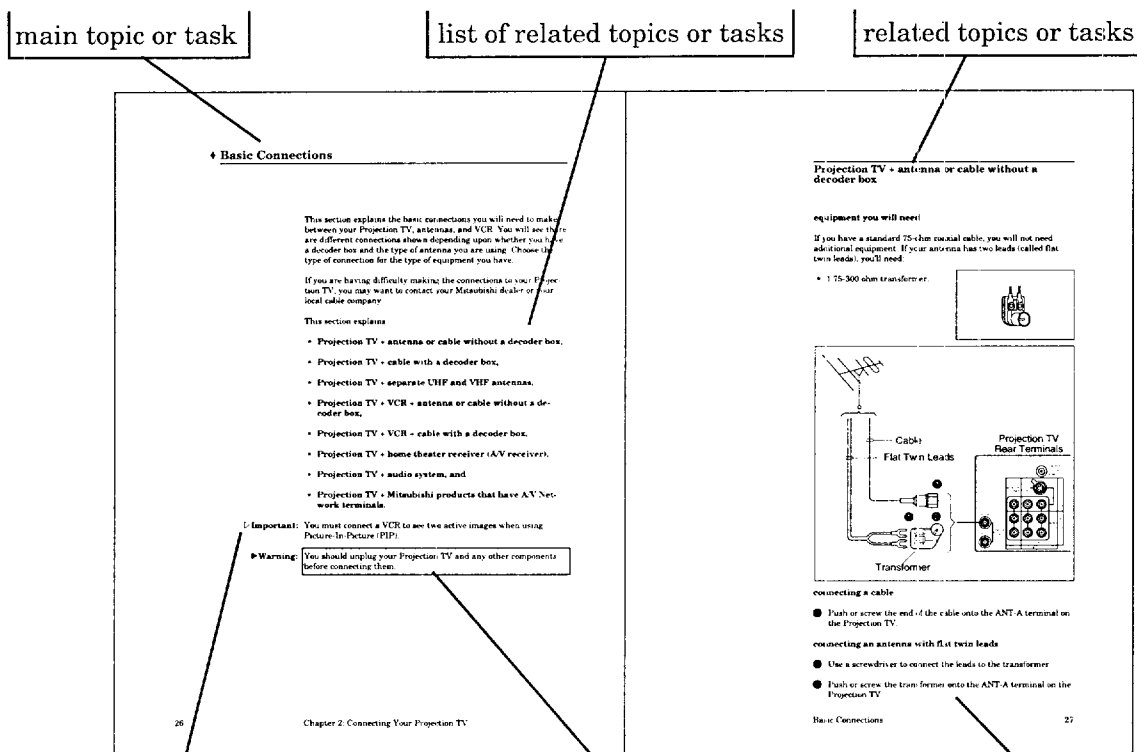 main topic or task
list of related topics or tasks
related topics or tasks
♦ Basic Connections
This section explains the basic connections you will need to make
between your Projection TV, antennas, and VCR. You will see there
are different connections shown depending upon whether you have
a decoder box and the type of antenna you are using. Choose the
type of connection for the type of equipment you have.
If you are having difficulty making the connections to your Projec-
tion TV, you may want to contact your Mitsubishi dealer or your
local cable company
This section explains
• Projection TV + antenna or cable without a decoder box,
• Projection TV + cable with a decoder box,
• Projection TV + separate UHF and VHF antennas,
• Projection TV + VCR + antenna or cable without a de-
coder box,
• Projection TV + VCR + cable with a decoder box,
• Projection TV + home theater receiver (A/V receiver),
• Projection TV + audio system, and
• Projection TV + Mitsubishi products that have A/V Net-
work terminals.
▷ Important: You must connect a VCR to see two active images when using
Picture-In-Picture (PIP).
▶ Warning: You should unplug your Projection TV and any other components
before connecting them.
26
Chapter 2: Connecting Your Projection TV
Projection TV + antenna or cable without a
decoder box
equipment you will need
If you have a standard 75-ohm coaxial cable, you will not need
additional equipment. If your antenna has two leads (called flat
twin leads), you'll need:
• 1 75-300 ohm transformer.
Cable
Flat Twin Leads
Projection TV
Rear Terminals
Transformer
connecting a cable
● Push or screw the end of the cable onto the ANT-A terminal on
the Projection TV.
connecting an antenna with flat twin leads
● Use a screwdriver to connect the leads to the transformer
● Push or screw the transformer onto the ANT-A terminal on the
Projection TV
Basic Connections
27